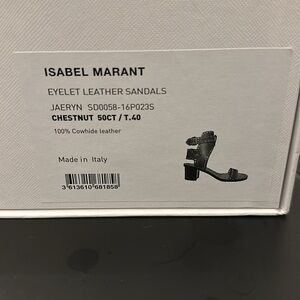 ISABEL MARANT
EYELET LEATHER SANDALS
JAERYN SD0058-16P023S
CHESTNUT 50CT / T.40
100% Cowhide leather
Made in Italy
3 613610 681858